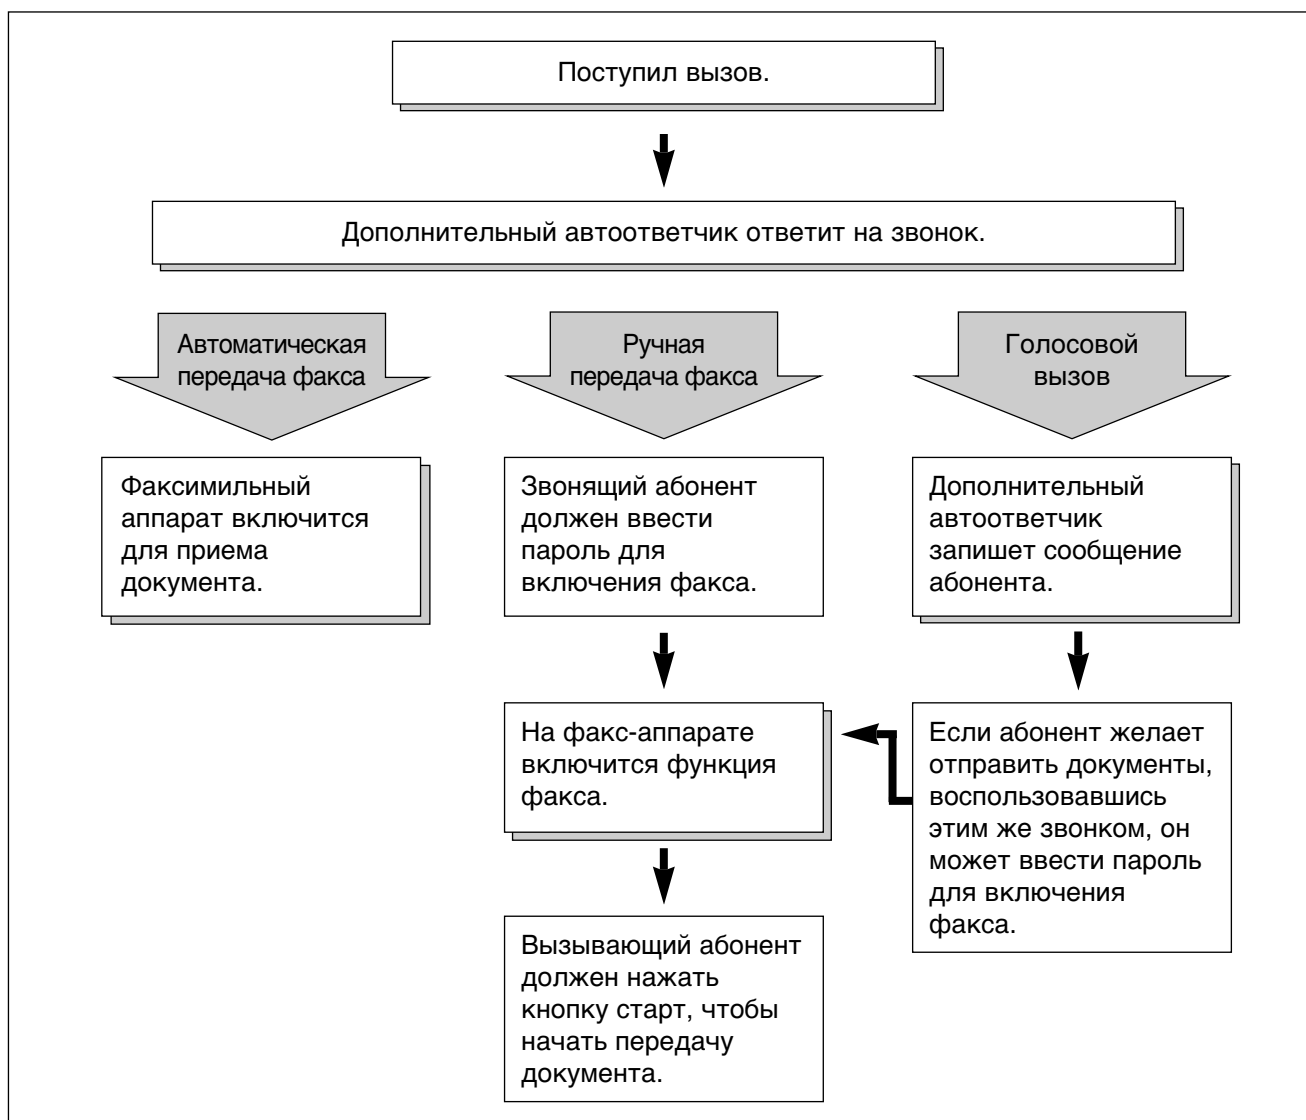 Поступил вызов.
Дополнительный автоответчик ответит на звонок.
Автоматическая
передача факса
Ручная
передача факса
Голосовой
вызов
Факсимильный
аппарат включится
для приема
документа.
Звонящий абонент
должен ввести
пароль для
включения факса.
Дополнительный
автоответчик
запишет сообщение
абонента.
На факс-аппарате
включится функция
факса.
Если абонент желает
отправить документы,
воспользовавшись
этим же звонком, он
может ввести пароль
для включения
факса.
Вызывающий абонент
должен нажать
кнопку старт, чтобы
начать передачу
документа.